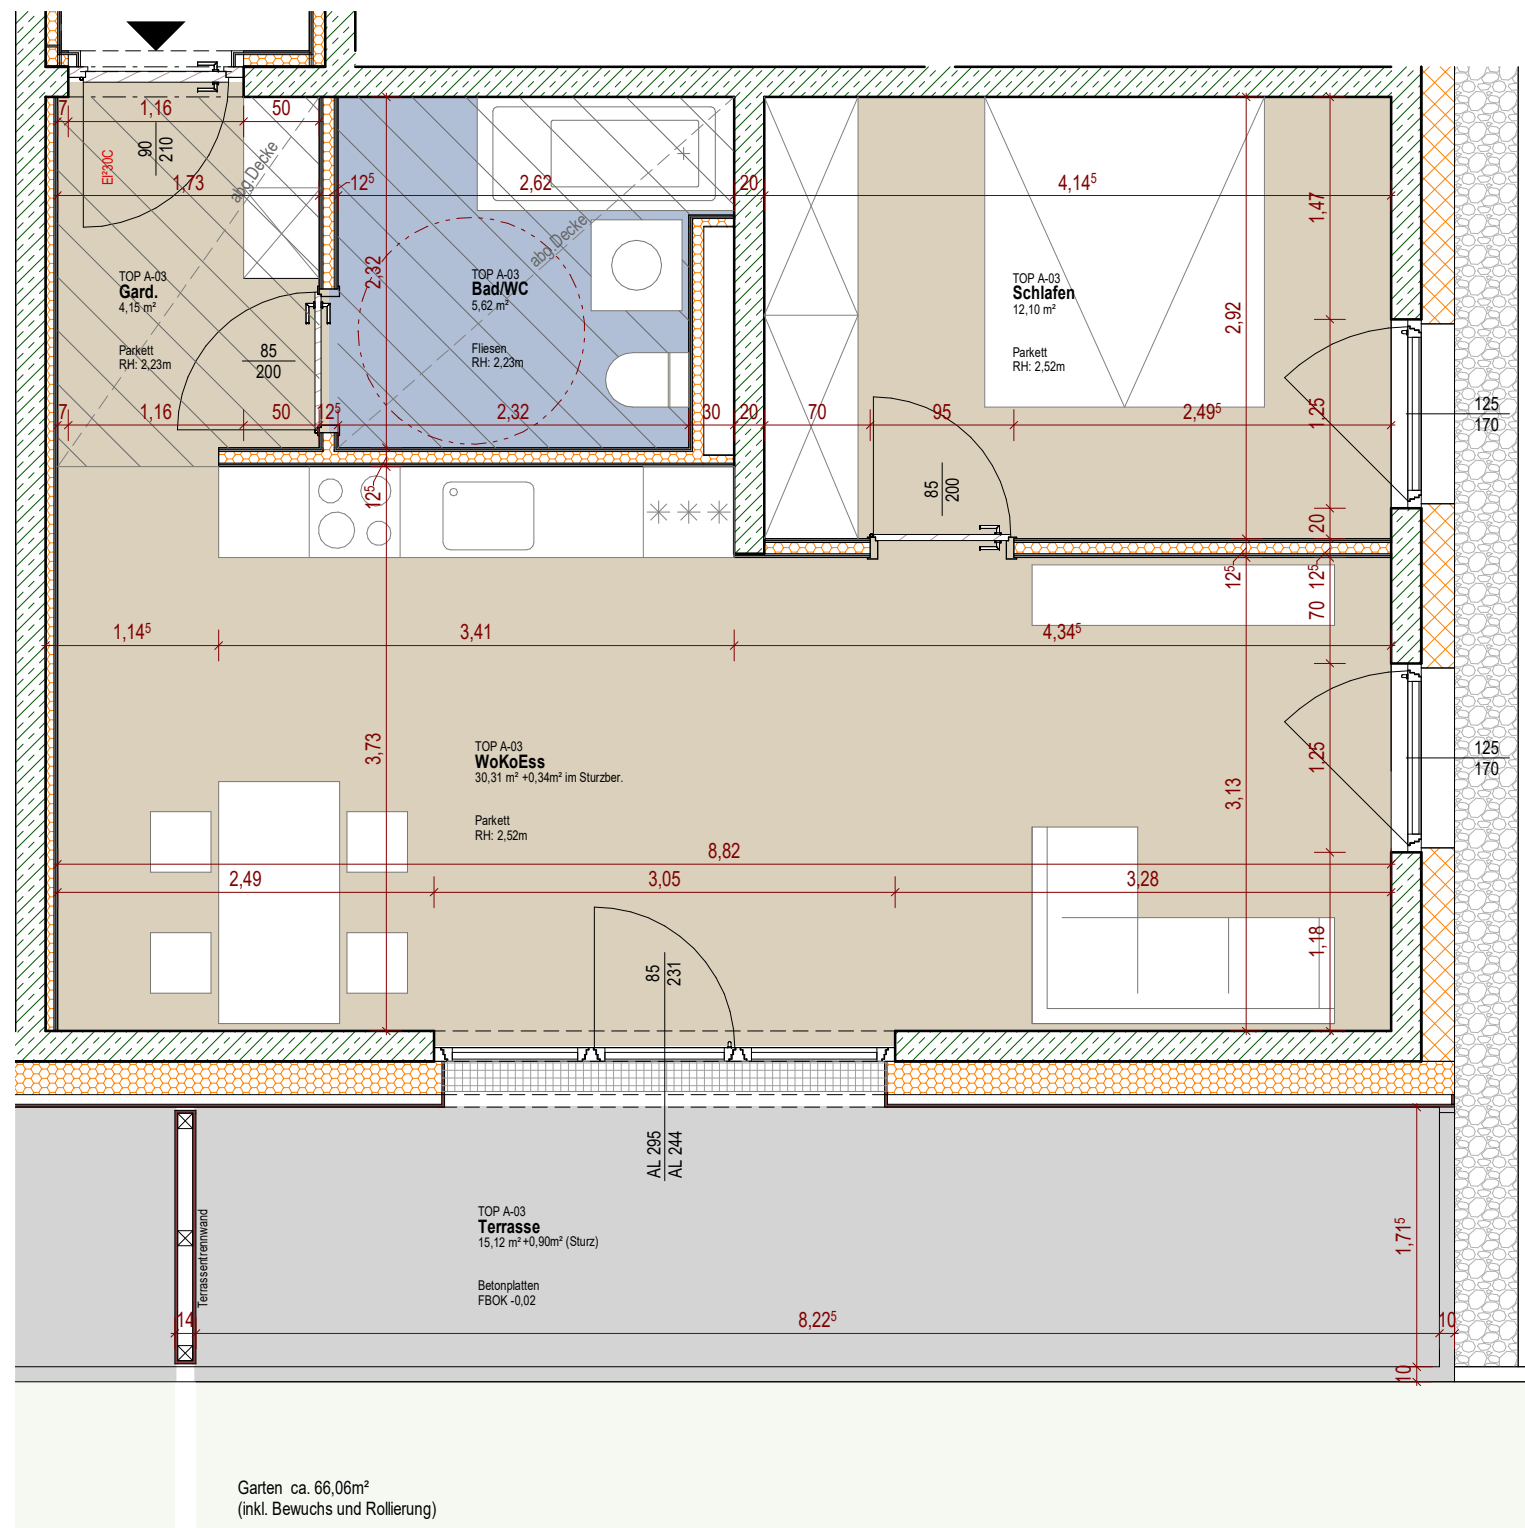 7 1,16 50
90
210
EI²30C
1,73 12⁵ 2,62 20 4,14⁵
abg.Decke
abg.Decke
1,47
TOP A-03
Gard.
4,15 m²
Parkett
RH: 2,23m
2,32
TOP A-03
Bad/WC
5,62 m²
Fliesen
RH: 2,23m
TOP A-03
Schlafen
12,10 m²
Parkett
RH: 2,52m
2,92
85
200
7 1,16 50 12⁵ 2,32 30 20 70 95 2,49⁵
1,25
125
170
12⁵
85
200
20
12⁵
12⁵
70
1,14⁵ 3,41 4,34⁵
3,73
TOP A-03
WoKoEss
30,31 m² +0,34m² im Sturzber.
Parkett
RH: 2,52m
1,25
125
170
3,13
8,82
2,49 3,05 3,28
1,18
85
231
AL 295
AL 244
TOP A-03
Terrasse
15,12 m² +0,90m² (Sturz)
Betonplatten
FBOK -0,02
Terrassentrennwand
1,71⁵
14 8,22⁵ 10
10
Garten ca. 66,06m²
(inkl. Bewuchs und Rollierung)